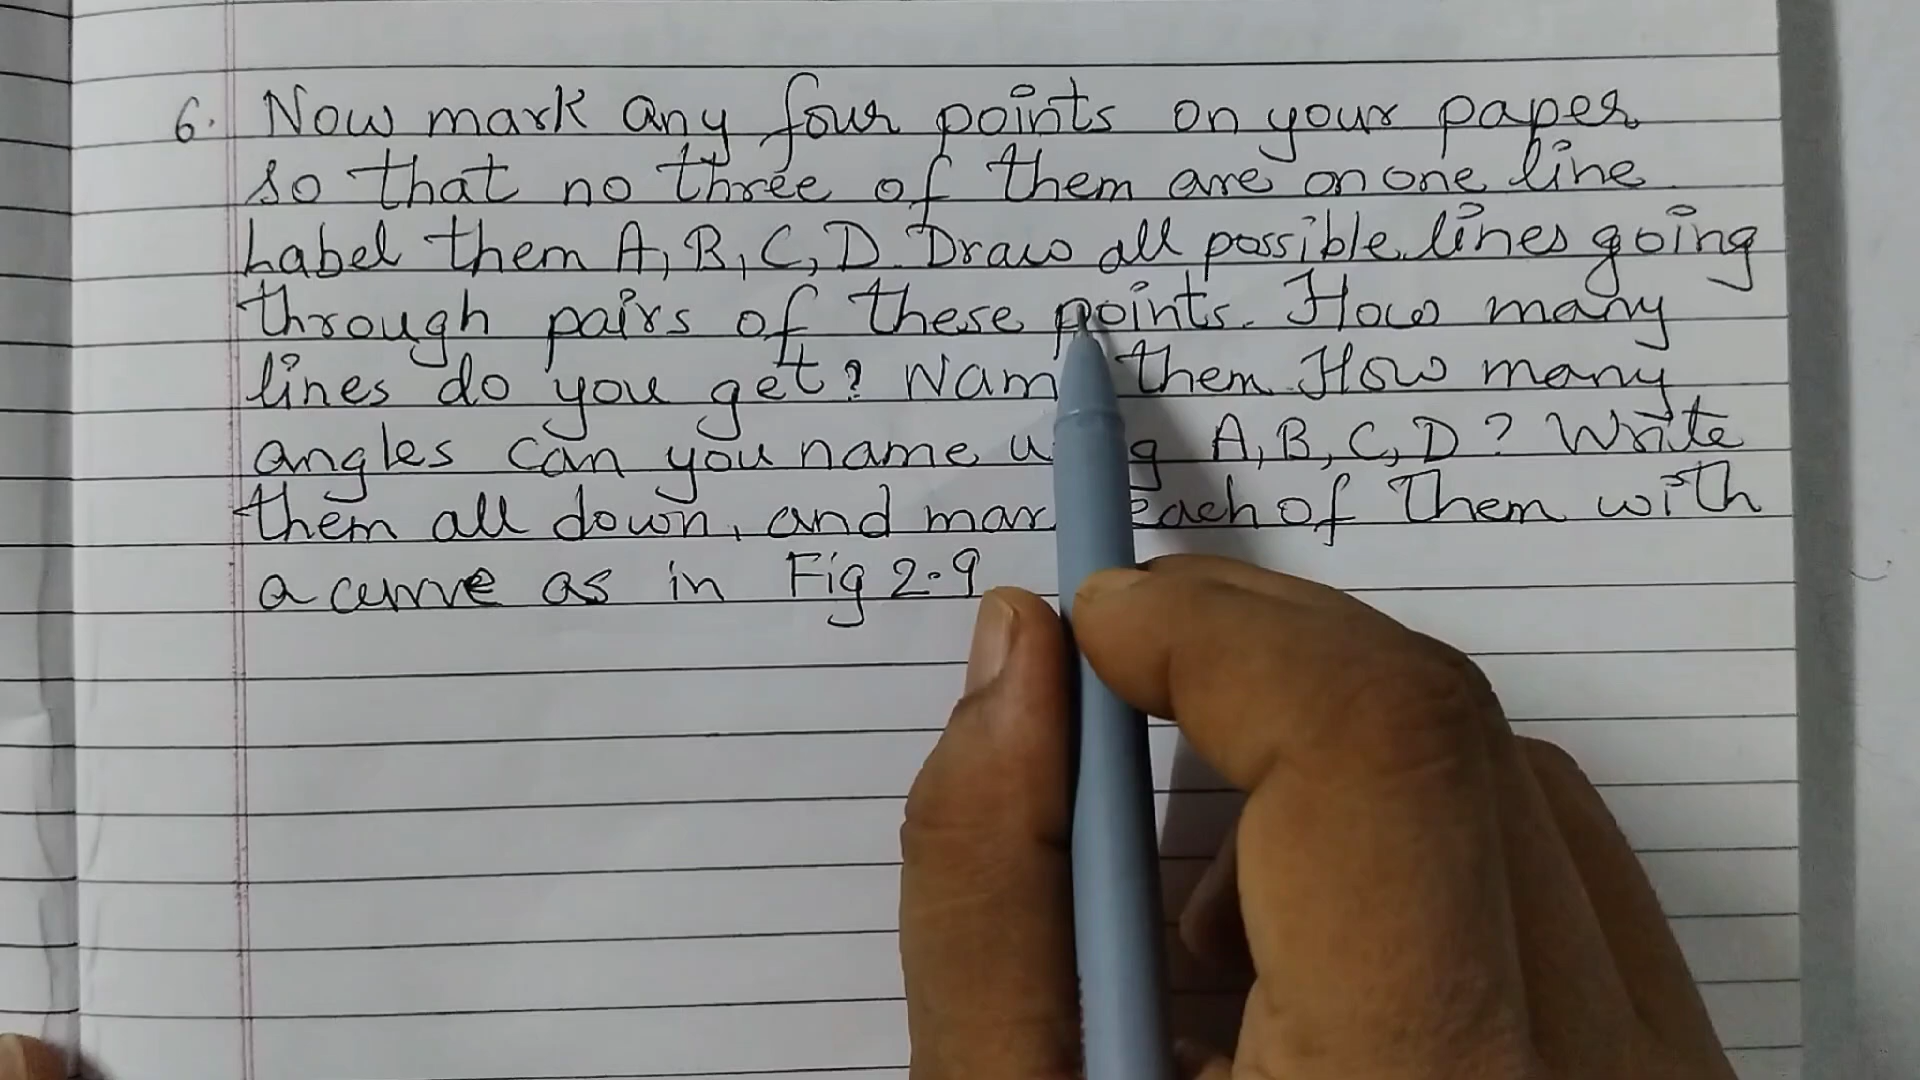 6. Now mark any four points on your paper
so that no three of them are on one line
Label them A, B, C, D. Draw all possible lines going
through pairs of these points. How many
lines do you get? Nam them. How many
angles can you name u g A, B, C, D? Write
them all down, and mar each of them with
a curve as in Fig 2.9